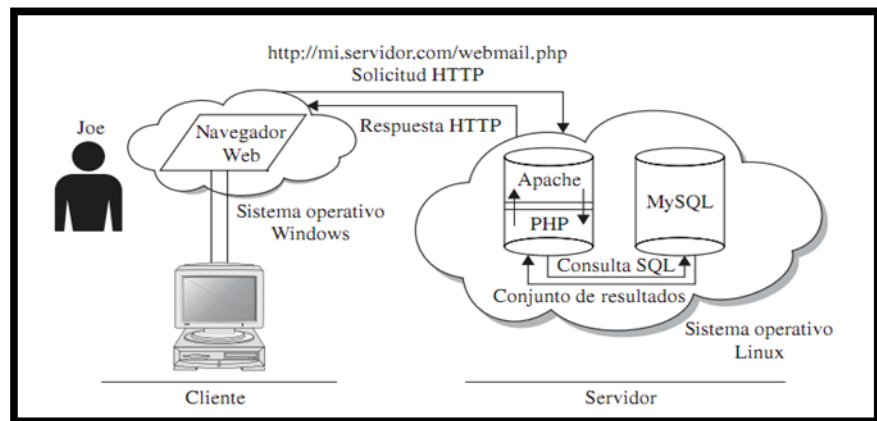 http://mi.servidor.com/webmail.php
Solicitud HTTP
Respuesta HTTP
Joe
Navegador
Web
Sistema operativo
Windows
Apache
PHP
MySQL
Consulta SQL
Conjunto de resultados
Sistema operativo
Linux
Cliente
Servidor